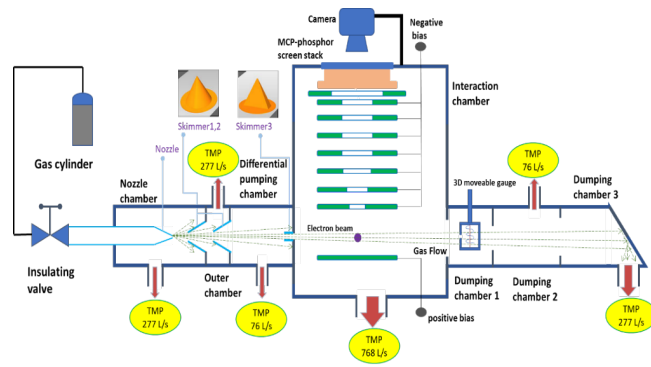 Camera
Negative
bias
MCP-phosphor
screen stack
Interaction
chamber
Skimmer1,2
Skimmer3
Gas cylinder
Nozzle
TMP
277 L/s
Differential
pumping
chamber
TMP
76 L/s
Nozzle
chamber
3D moveable gauge
Dumping
chamber 3
Electron beam
Gas Flow
Insulating
valve
Outer
chamber
Dumping
chamber 1
Dumping
chamber 2
TMP
277 L/s
TMP
76 L/s
positive bias
TMP
277 L/s
TMP
768 L/s